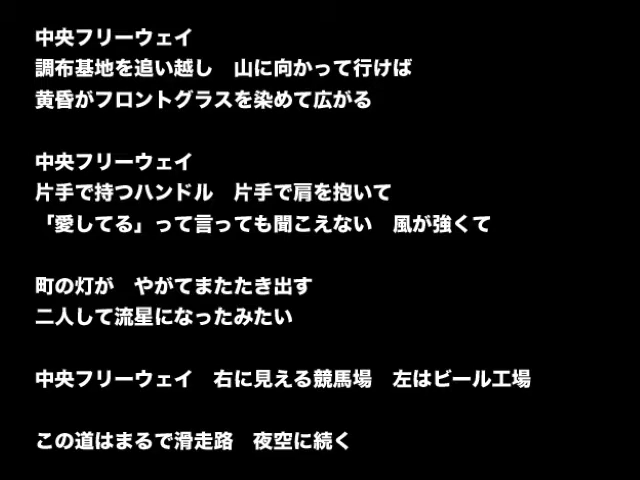 中央フリーウェイ
調布基地を追い越し　山に向かって行けば
黄昏がフロントグラスを染めて広がる
中央フリーウェイ
片手で持つハンドル　片手で肩を抱いて
「愛してる」って言っても聞こえない　風が強くて
町の灯が　やがてまたたき出す
二人して流星になったみたい
中央フリーウェイ　右に見える競馬場　左はビール工場
この道はまるで滑走路　夜空に続く